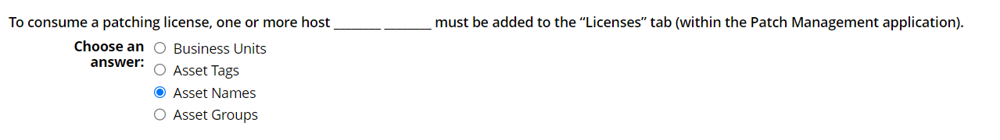 To consume a patching license, one or more host _______ _______ must be added to the “Licenses” tab (within the Patch Management application).
Choose an answer:
Business Units
Asset Tags
Asset Names
Asset Groups